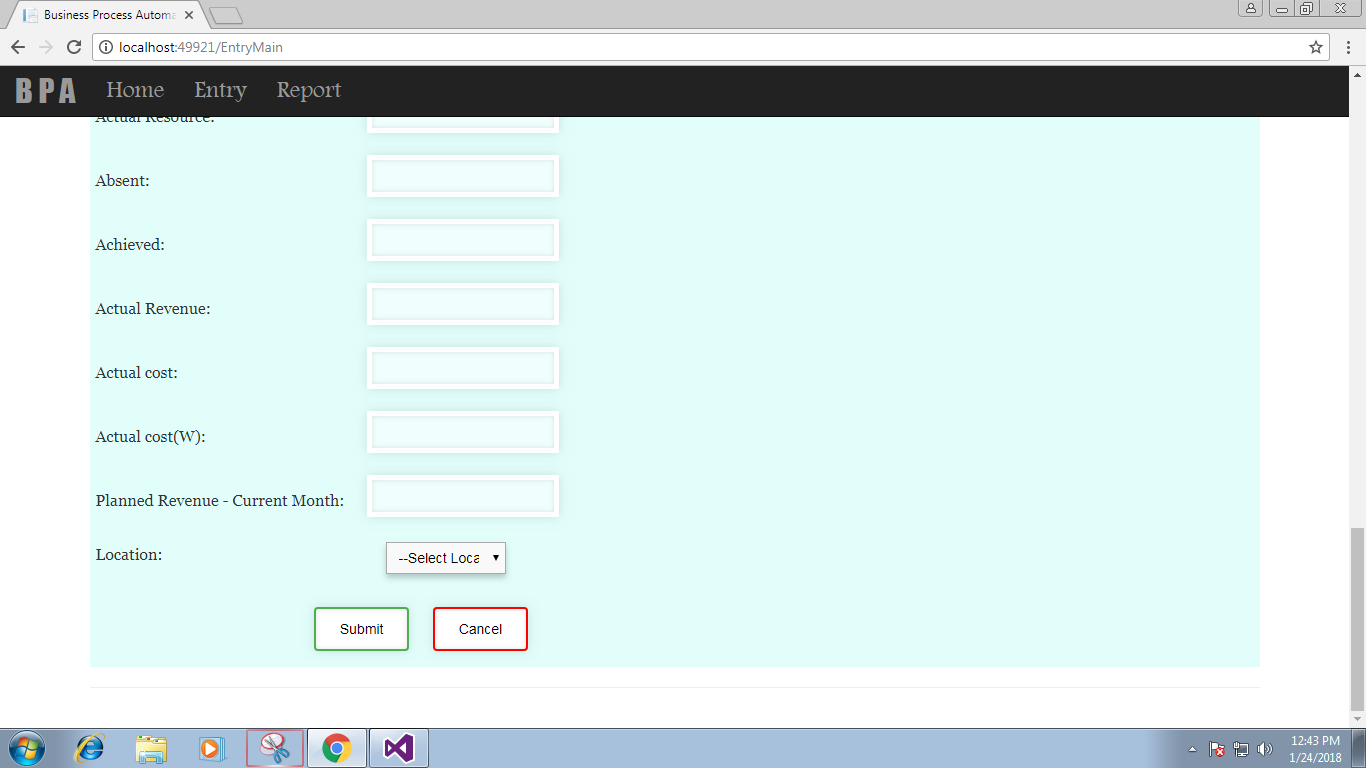 Business Process Automa
localhost:49921/EntryMain
BPA Home Entry Report
Actual Resource:
Absent:
Achieved:
Actual Revenue:
Actual cost:
Actual cost(W):
Planned Revenue - Current Month:
Location: --Select Loca
Submit Cancel
12:43 PM
1/24/2018